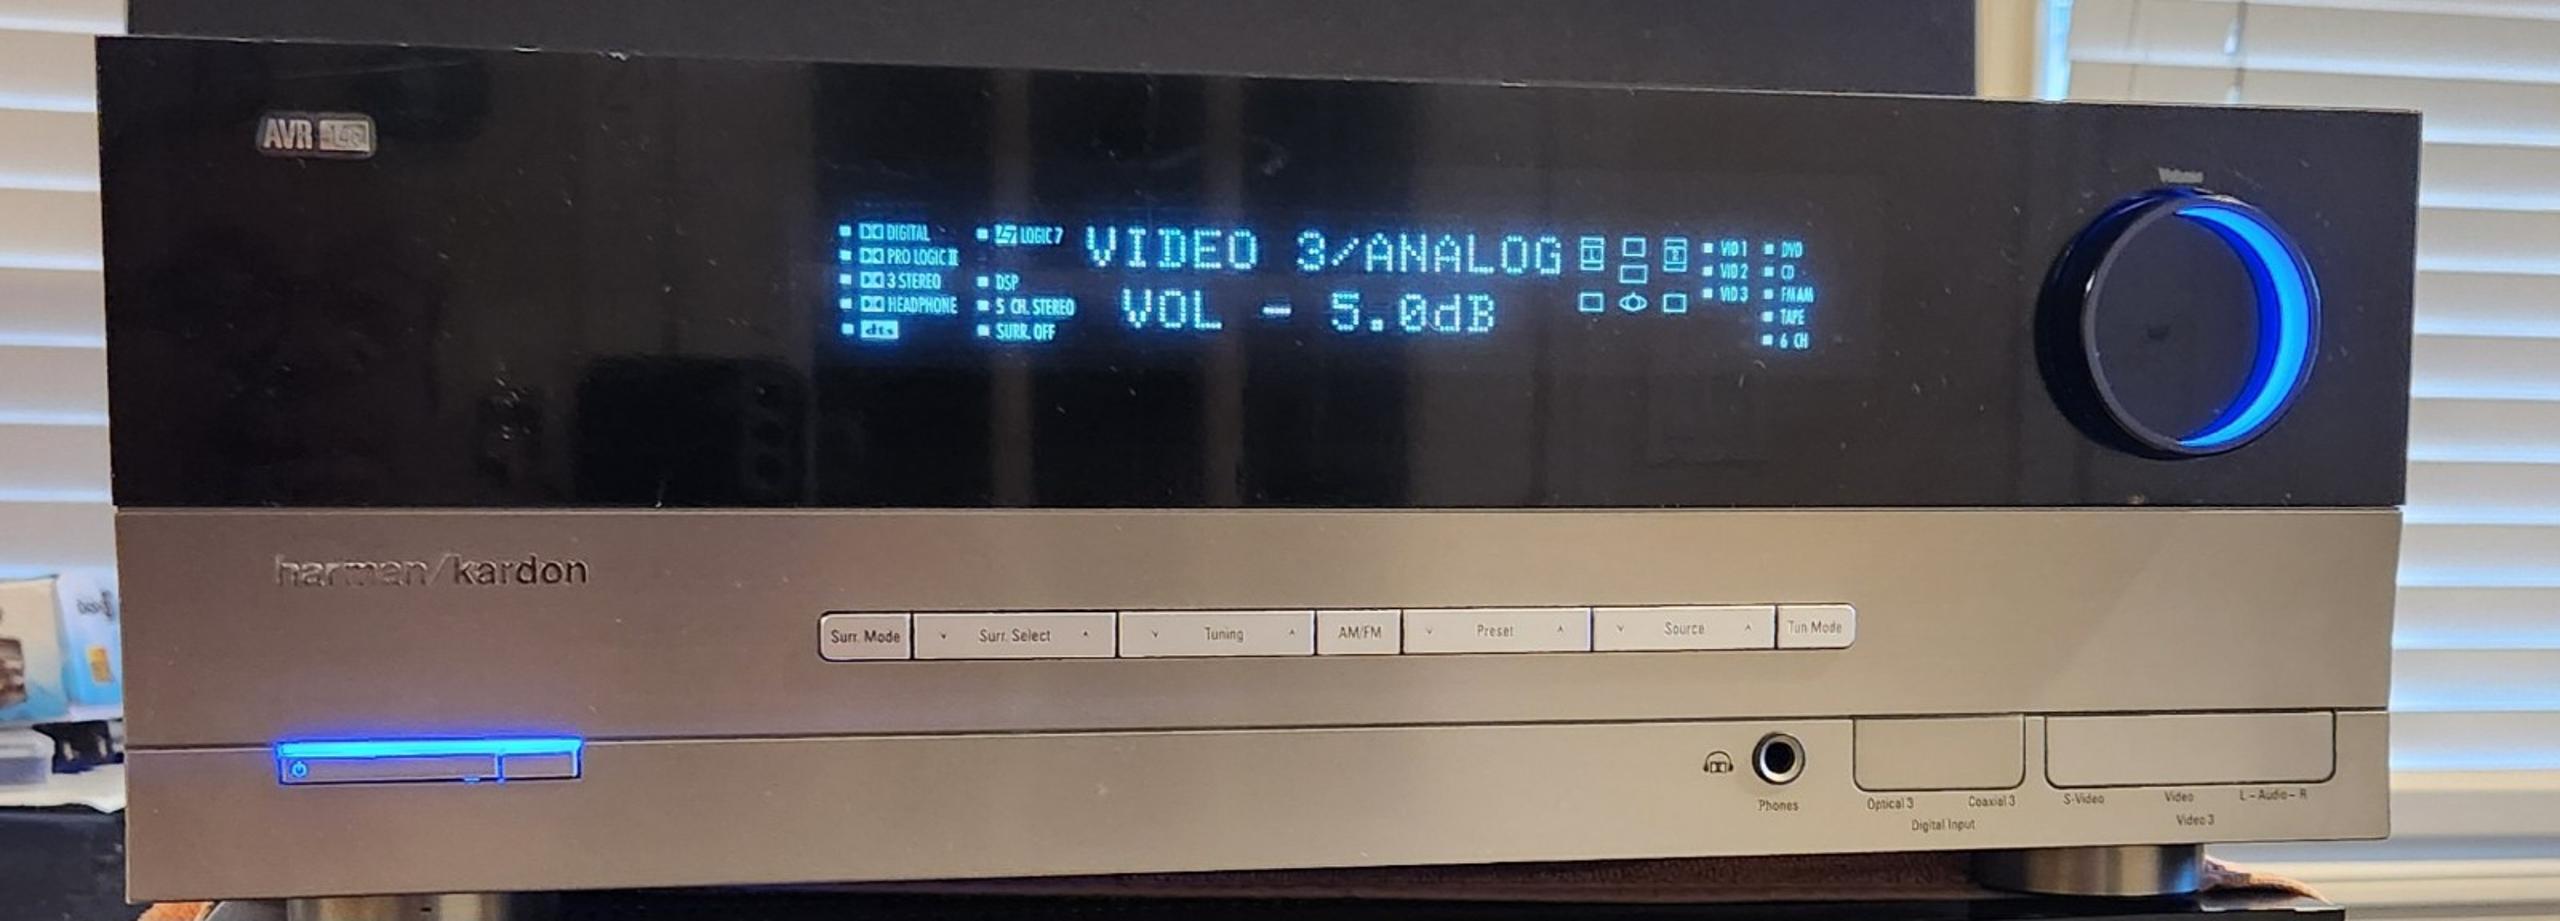 AVR
Volume
DIGITAL
PRO LOGIC II
3 STEREO
HEADPHONE
dts
LOGIC 7
DSP
5 CH. STEREO
SURR. OFF
VIDEO 3/ANALOG
VOL - 5.0dB
VID 1
VID 2
VID 3
DVD
CD
FM AM
TAPE
6 CH
harman/kardon
Surr. Mode
Surr. Select
Tuning
AM/FM
Preset
Source
Tun Mode
Phones
Optical 3 Coaxial 3
Digital Input
S-Video Video L - Audio - R
Video 3